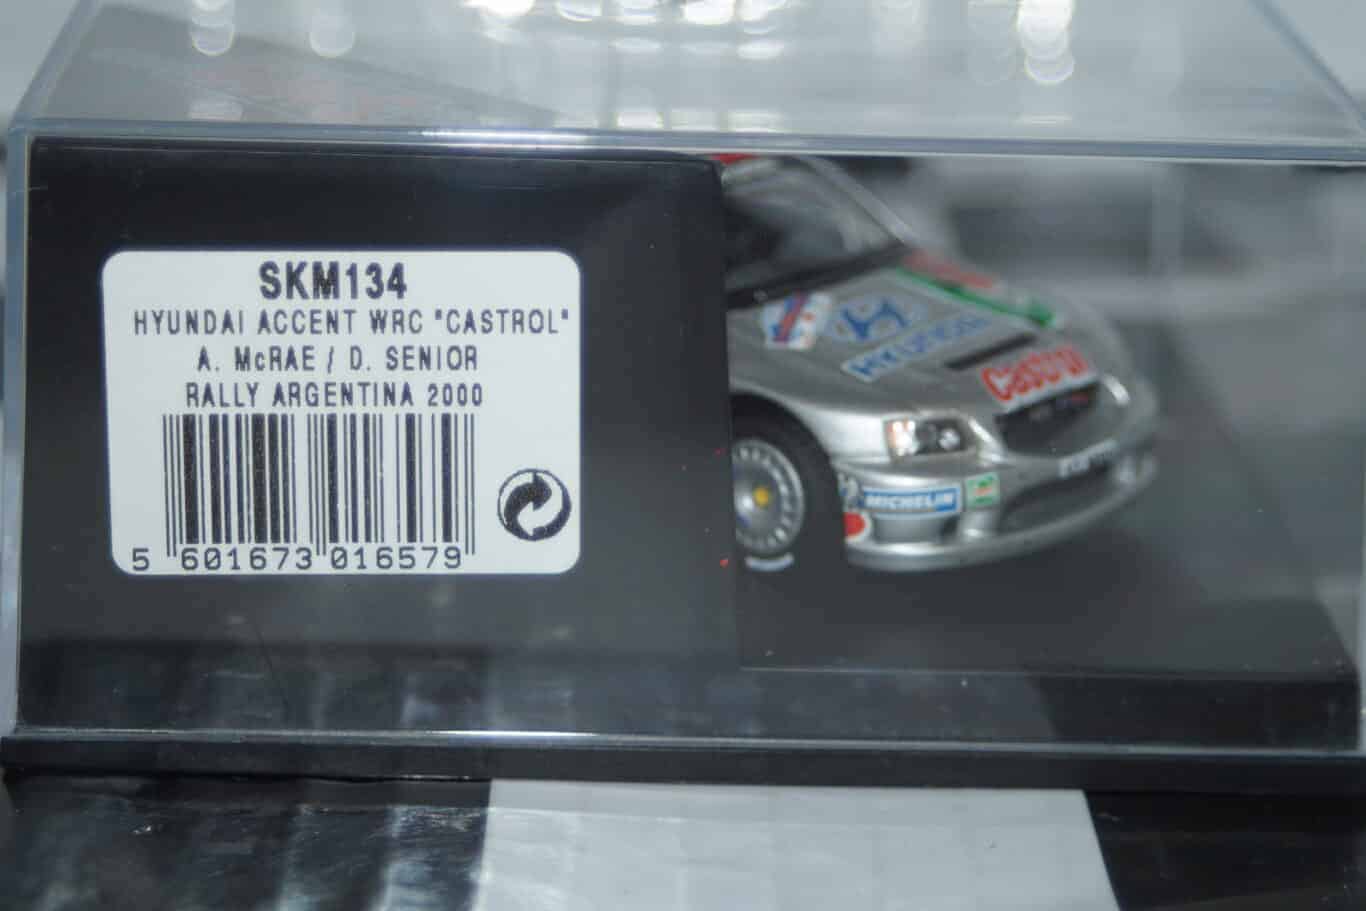 SKM134
HYUNDAI ACCENT WRC "CASTROL"
A. McRAE / D. SENIOR
RALLY ARGENTINA 2000
5 601673 016579
HYUNDAI
Castrol
MICHELIN